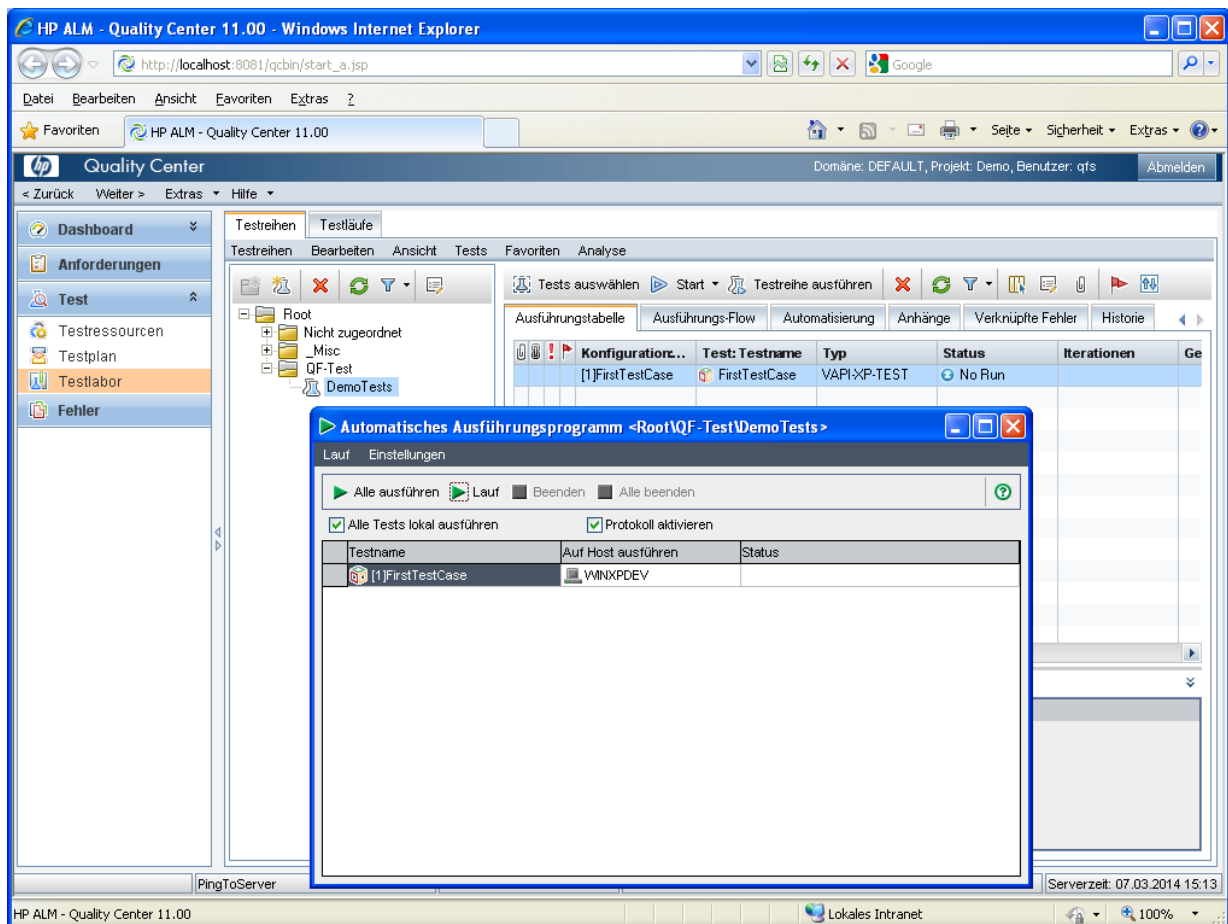 HP ALM - Quality Center 11.00 - Windows Internet Explorer
http://localhost:8081/qcbin/start_a.jsp
Google
Datei Bearbeiten Ansicht Favoriten Extras ?
Favoriten HP ALM - Quality Center 11.00 Seite Sicherheit Extras
hp Quality Center Domäne: DEFAULT, Projekt: Demo, Benutzer: qfs Abmelden
< Zurück Weiter > Extras Hilfe
Dashboard
Anforderungen
Test
Testressourcen
Testplan
Testlabor
Fehler
Testreihen Testläufe
Testreihen Bearbeiten Ansicht Tests Favoriten Analyse
Root
Nicht zugeordnet
_Misc
QF-Test
DemoTests
Tests auswählen Start Testreihe ausführen
Ausführungstabelle Ausführungs-Flow Automatisierung Anhänge Verknüpfte Fehler Historie
Konfiguration:... Test: Testname Typ Status Iterationen Ge
[1]FirstTestCase FirstTestCase VAPI-XP-TEST No Run
Automatisches Ausführungsprogramm <Root\QF-Test\DemoTests>
Lauf Einstellungen
Alle ausführen Lauf Beenden Alle beenden
Alle Tests lokal ausführen Protokoll aktivieren
Testname Auf Host ausführen Status
[1]FirstTestCase WINXPDEV
PingToServer Serverzeit: 07.03.2014 15:13
HP ALM - Quality Center 11.00 Lokales Intranet 100%